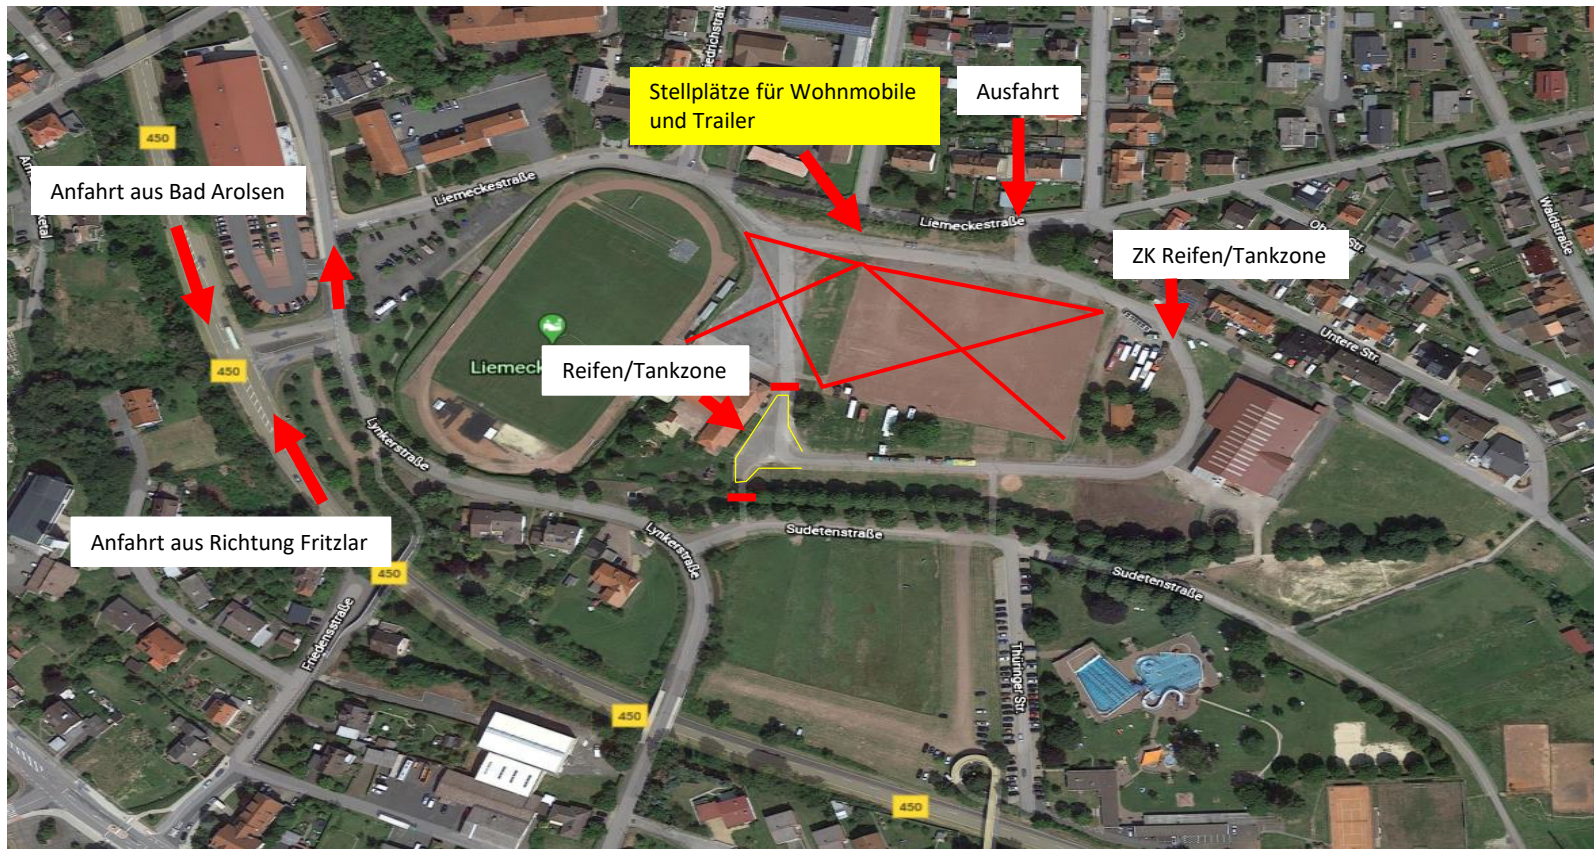 Stellplätze für Wohnmobile
und Trailer
Ausfahrt
450
Anfahrt aus Bad Arolsen
Liemeckestraße
Liemeckestraße
Waldstraße
ZK Reifen/Tankzone
Untere Str.
Liemeck
Reifen/Tankzone
450
Lynkerstraße
Anfahrt aus Richtung Fritzlar
Lynkerstraße
Sudetenstraße
450
Sudetenstraße
Friedensstraße
Thüringer Str.
450
450